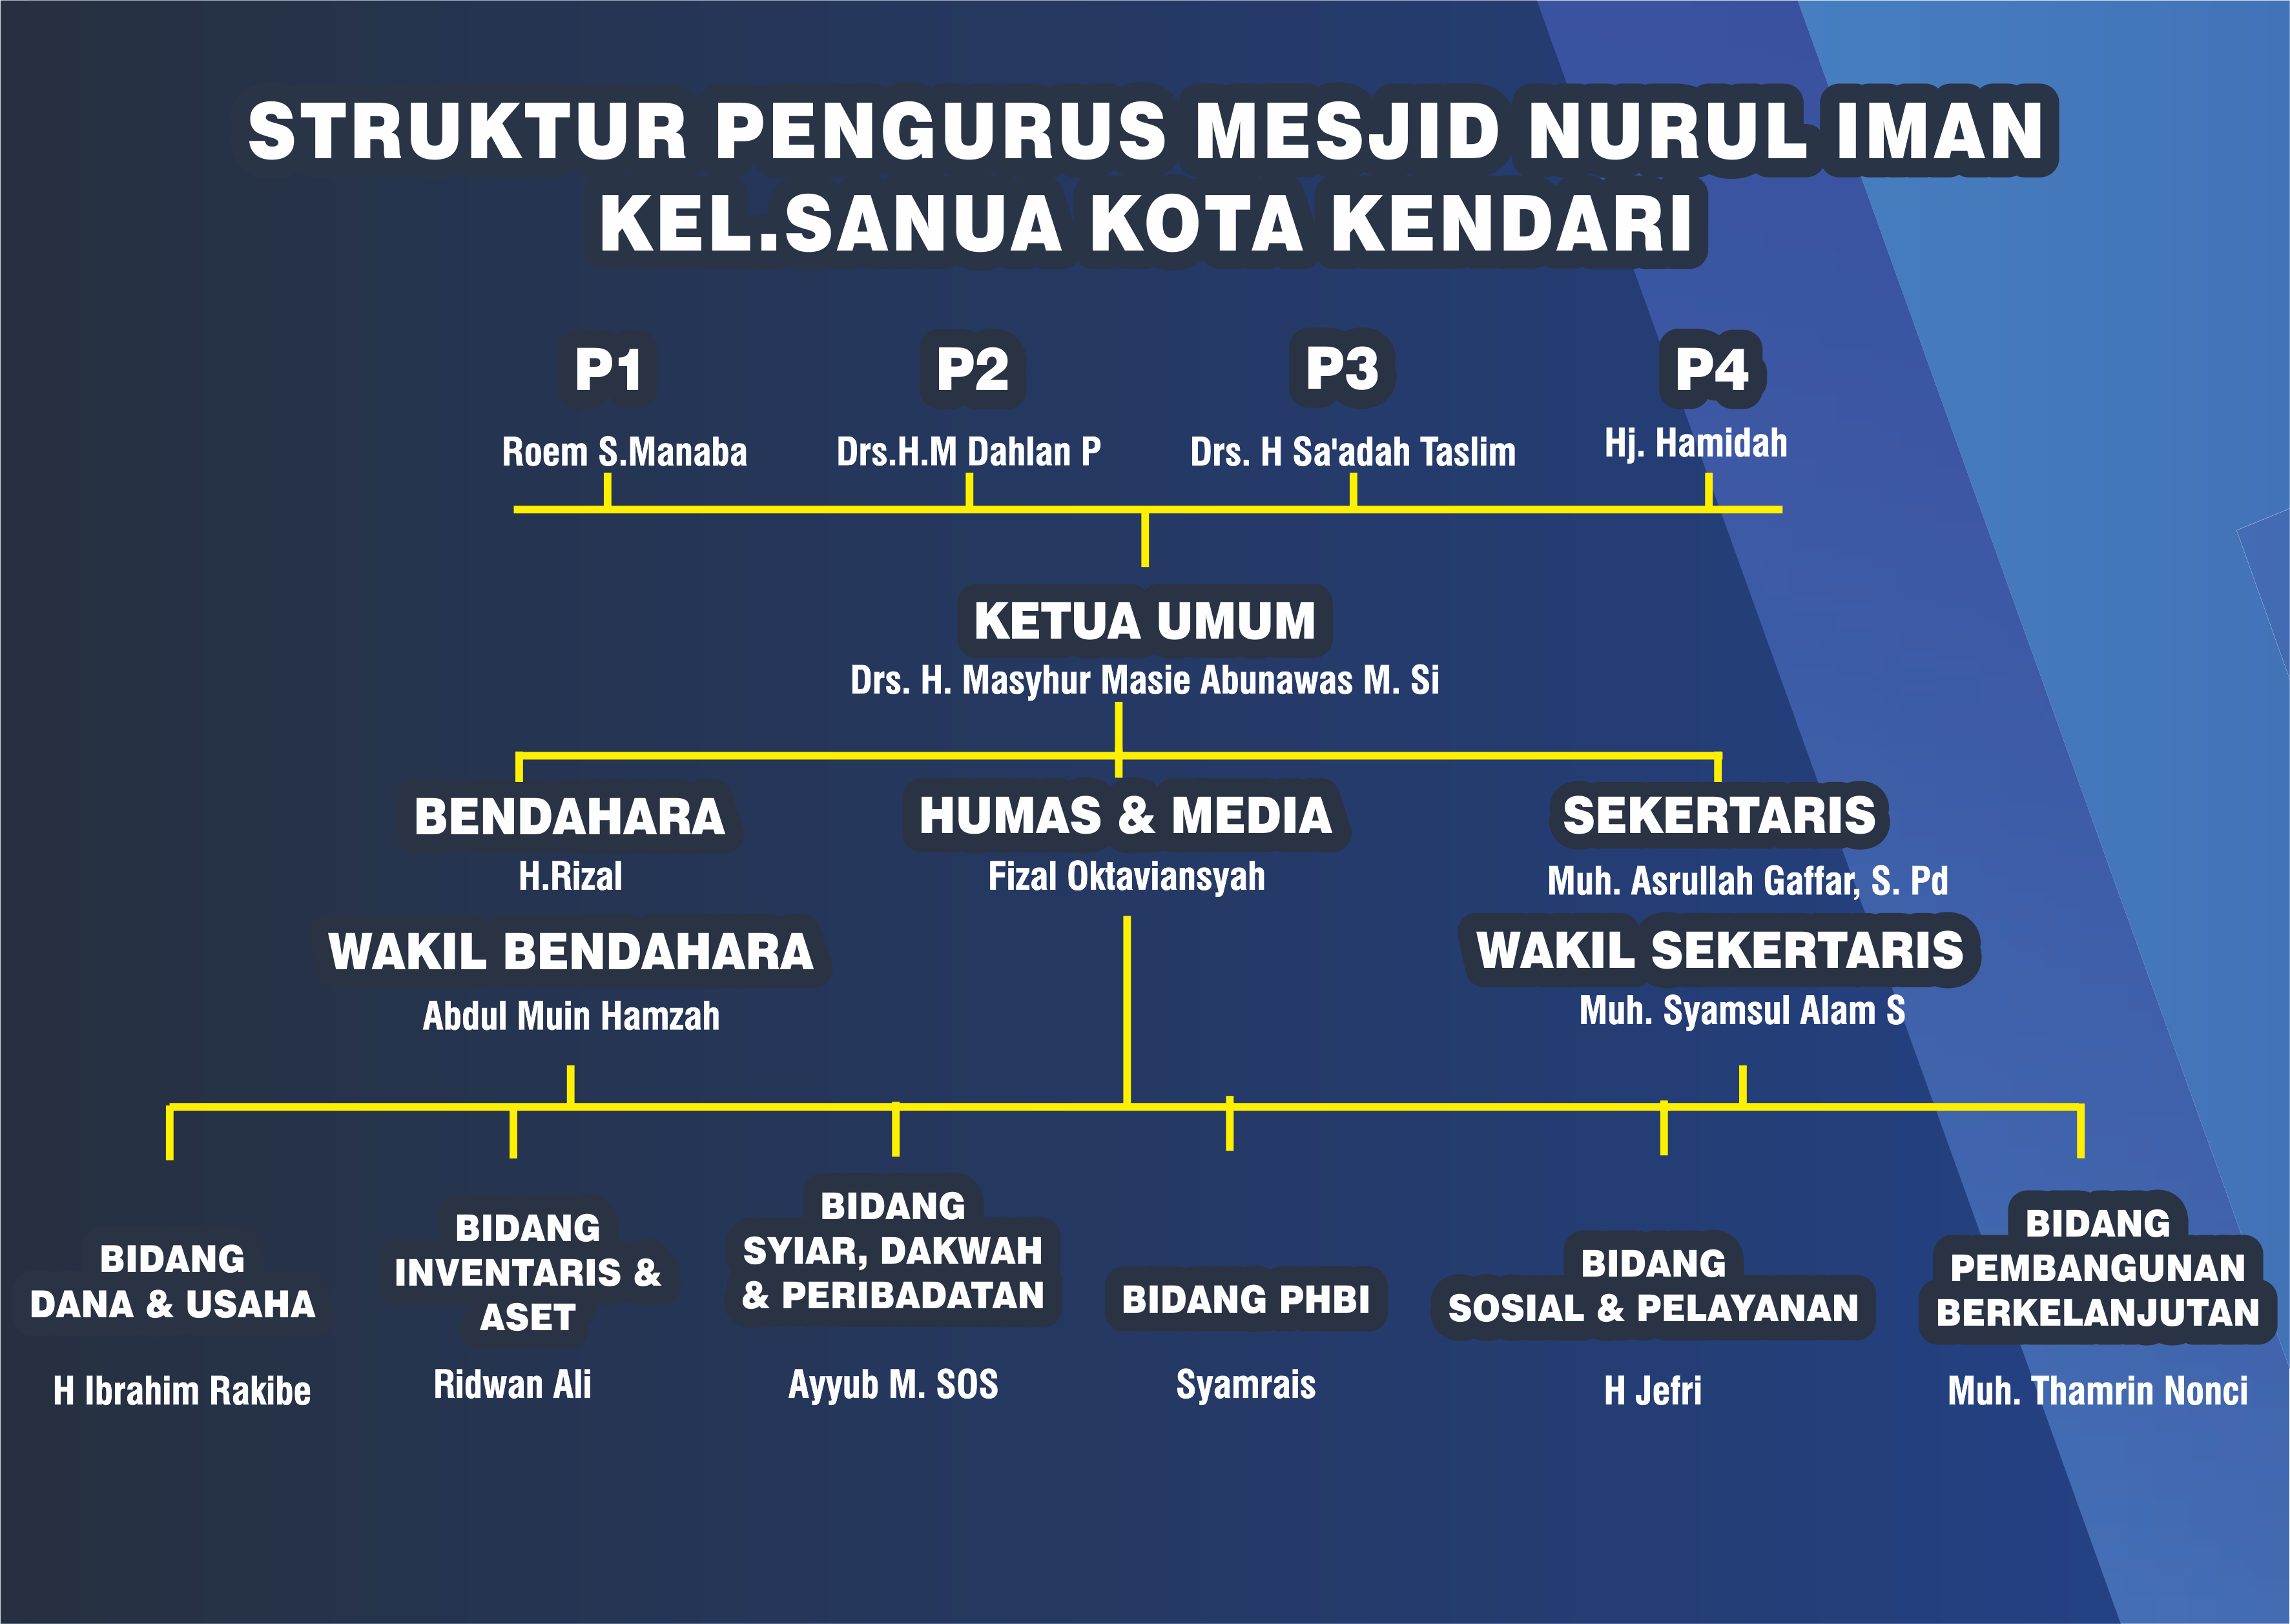 STRUKTUR PENGURUS MESJID NURUL IMAN
KEL.SANUA KOTA KENDARI
P1
Roem S.Manaba
P2
Drs.H.M Dahlan P
P3
Drs. H Sa'adah Taslim
P4
Hj. Hamidah
KETUA UMUM
Drs. H. Masyhur Masie Abunawas M. Si
BENDAHARA
H.Rizal
WAKIL BENDAHARA
Abdul Muin Hamzah
HUMAS & MEDIA
Fizal Oktaviansyah
SEKERTARIS
Muh. Asrullah Gaffar, S. Pd
WAKIL SEKERTARIS
Muh. Syamsul Alam S
BIDANG
DANA & USAHA
H Ibrahim Rakibe
BIDANG
INVENTARIS &
ASET
Ridwan Ali
BIDANG
SYIAR, DAKWAH
& PERIBADATAN
Ayyub M. SOS
BIDANG PHBI
Syamrais
BIDANG
SOSIAL & PELAYANAN
H Jefri
BIDANG
PEMBANGUNAN
BERKELANJUTAN
Muh. Thamrin Nonci